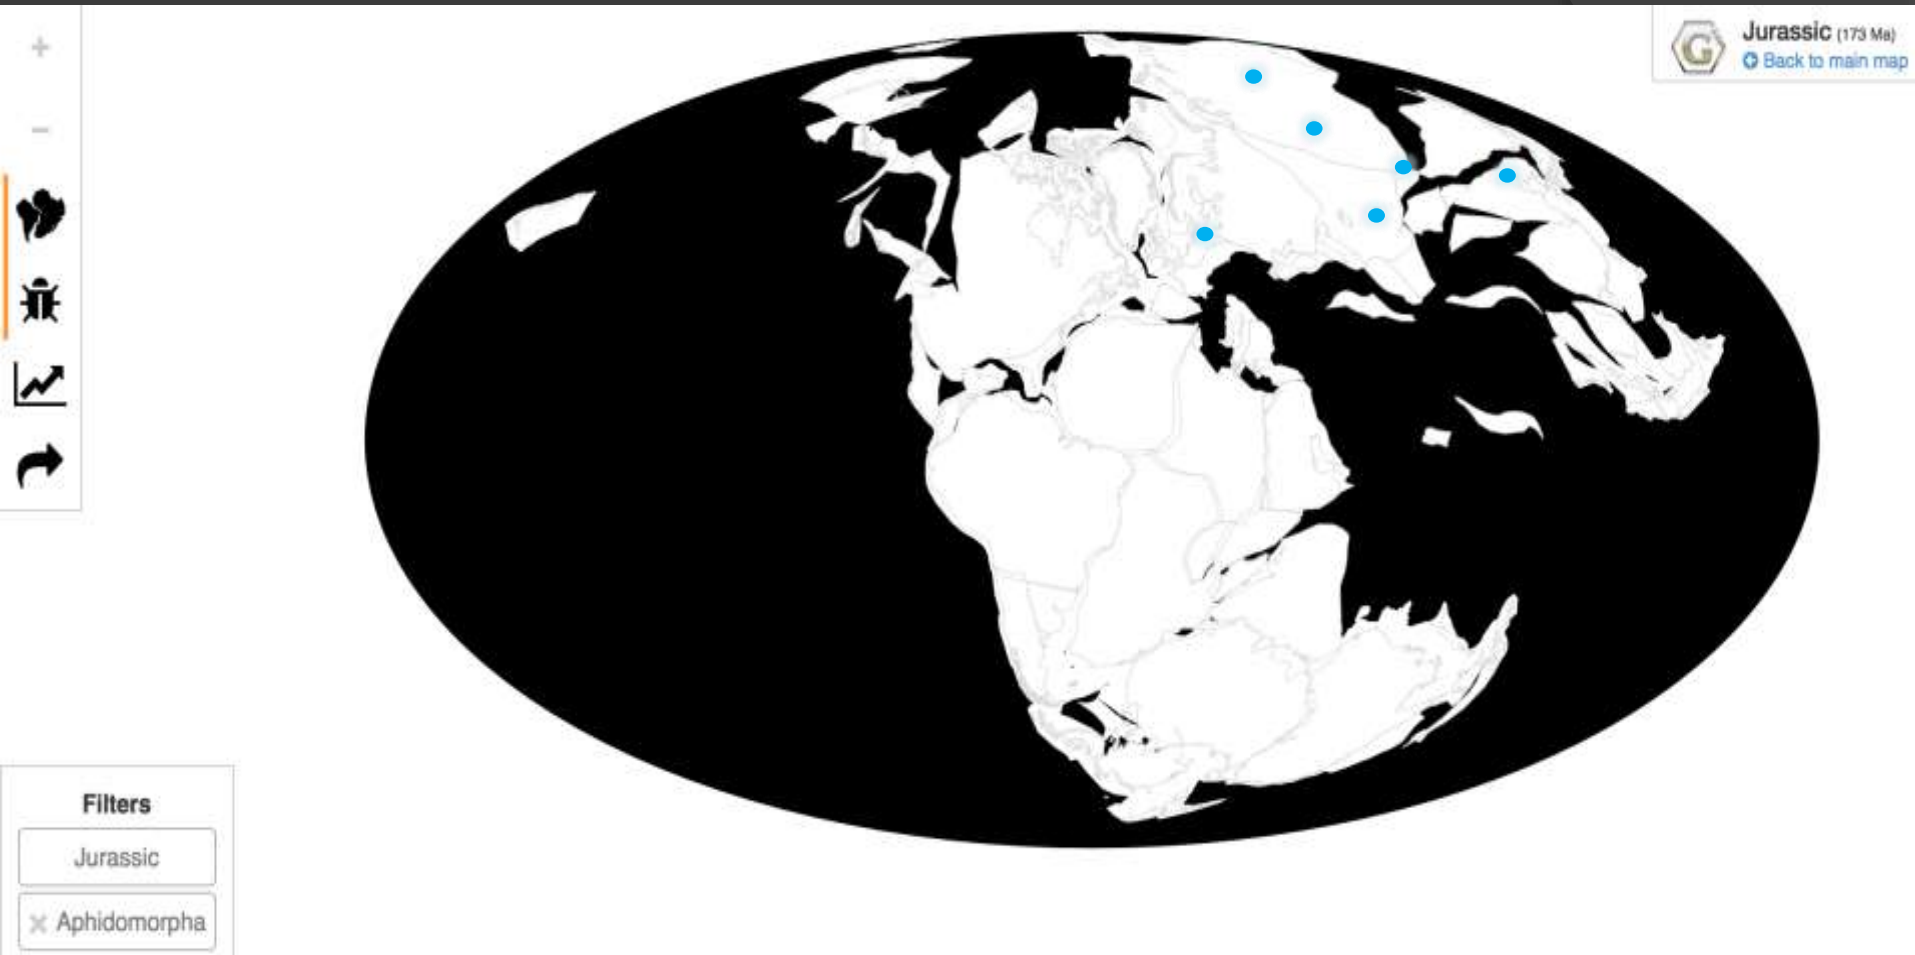 Jurassic (173 Ma)
Back to main map
Filters
Jurassic
× Aphidomorpha